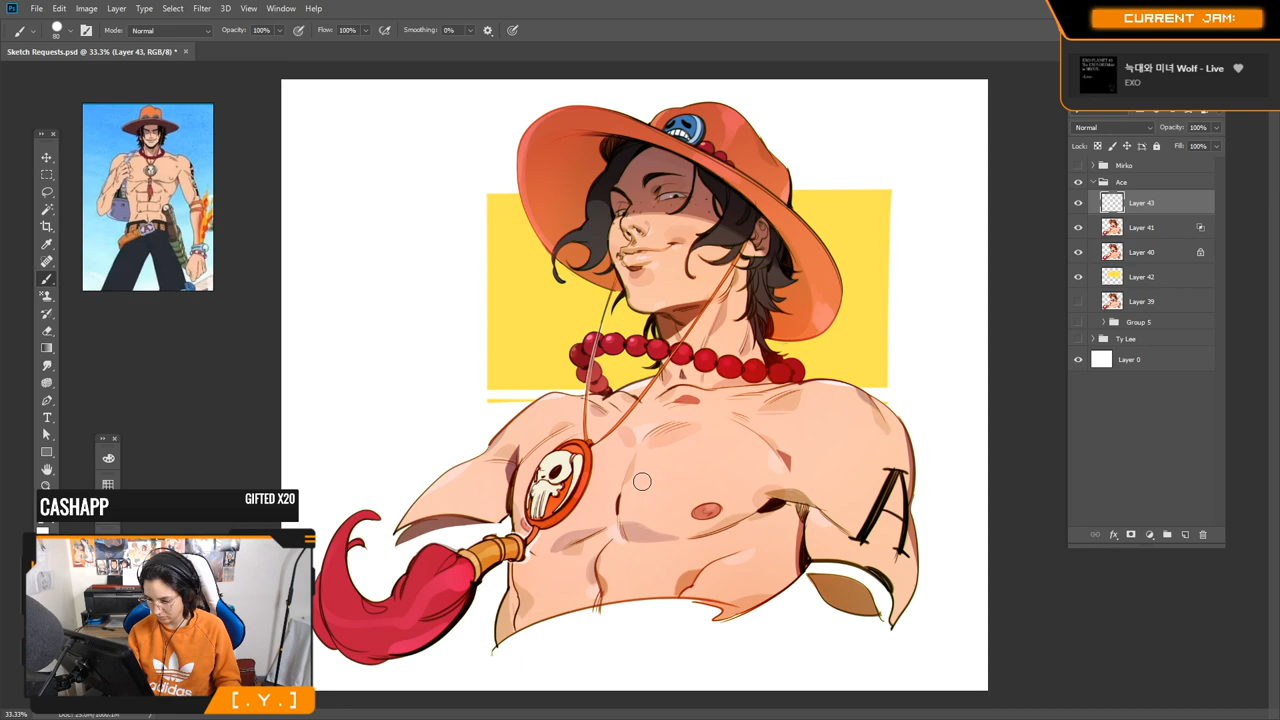 File Edit Image Layer Type Select Filter 3D View Window Help
Mode: Normal Opacity: 100% Flow: 100% Smoothing: 0%
Sketch Requests.psd @ 33.3% (Layer 43, RGB/8) *
CURRENT JAM:
늑대와 미녀 Wolf - Live
EXO
Normal Opacity: 100%
Lock: Fill: 100%
Mirko
Ace
Layer 43
Layer 41
Layer 40
Layer 42
Layer 39
Group 5
Ty Lee
Layer 0
fx
80
A
CASHAPP GIFTED X20
adidas
[ . Y . ]
33.33%